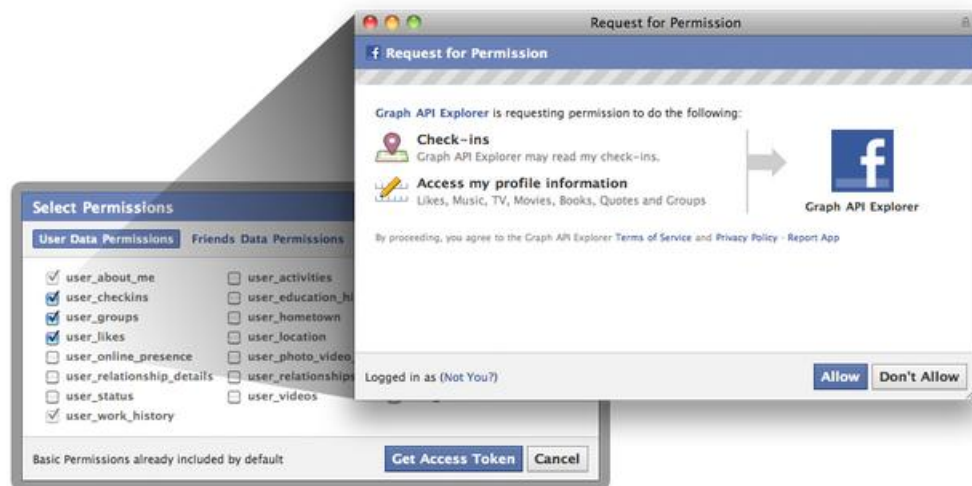 Request for Permission
f Request for Permission
Graph API Explorer is requesting permission to do the following:
Check-ins
Graph API Explorer may read my check-ins.
Access my profile information
Likes, Music, TV, Movies, Books, Quotes and Groups
f
Graph API Explorer
By proceeding, you agree to the Graph API Explorer Terms of Service and Privacy Policy · Report App
Logged in as (Not You?)
Allow Don't Allow
Select Permissions
User Data Permissions Friends Data Permissions
user_about_me user_activities
user_checkins
user_groups user_hometown
user_likes user_location
user_online_presence
user_relationship_details
user_status user_videos
user_work_history
Basic Permissions already included by default
Get Access Token Cancel